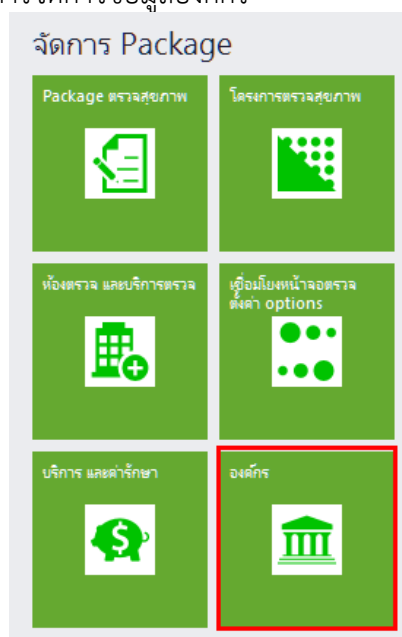 จัดการ Package
Package ตรวจสุขภาพ
โครงการตรวจสุขภาพ
ห้องตรวจ และบริการตรวจ
เชื่อมโยงหน้าจอตรวจ
ตั้งค่า options
บริการ และค่ารักษา
องค์กร